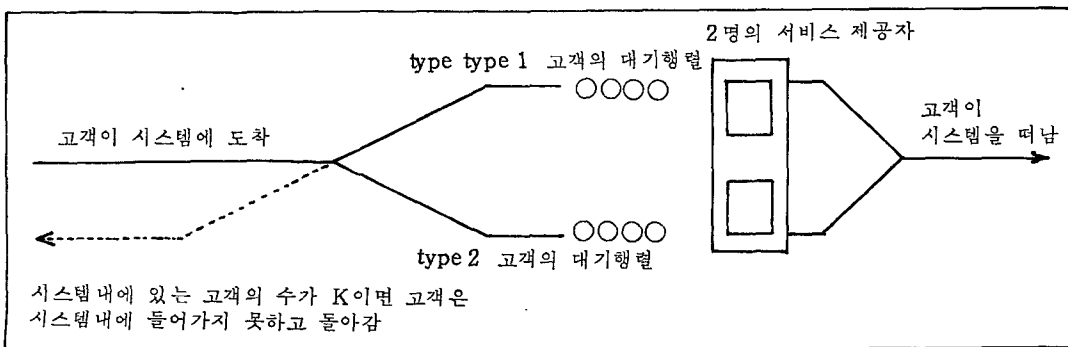 2명의 서비스 제공자
type type 1 고객의 대기행렬
고객이 시스템에 도착
고객이
시스템을 떠남
type 2 고객의 대기행렬
시스템내에 있는 고객의 수가 K이면 고객은
시스템내에 들어가지 못하고 돌아감